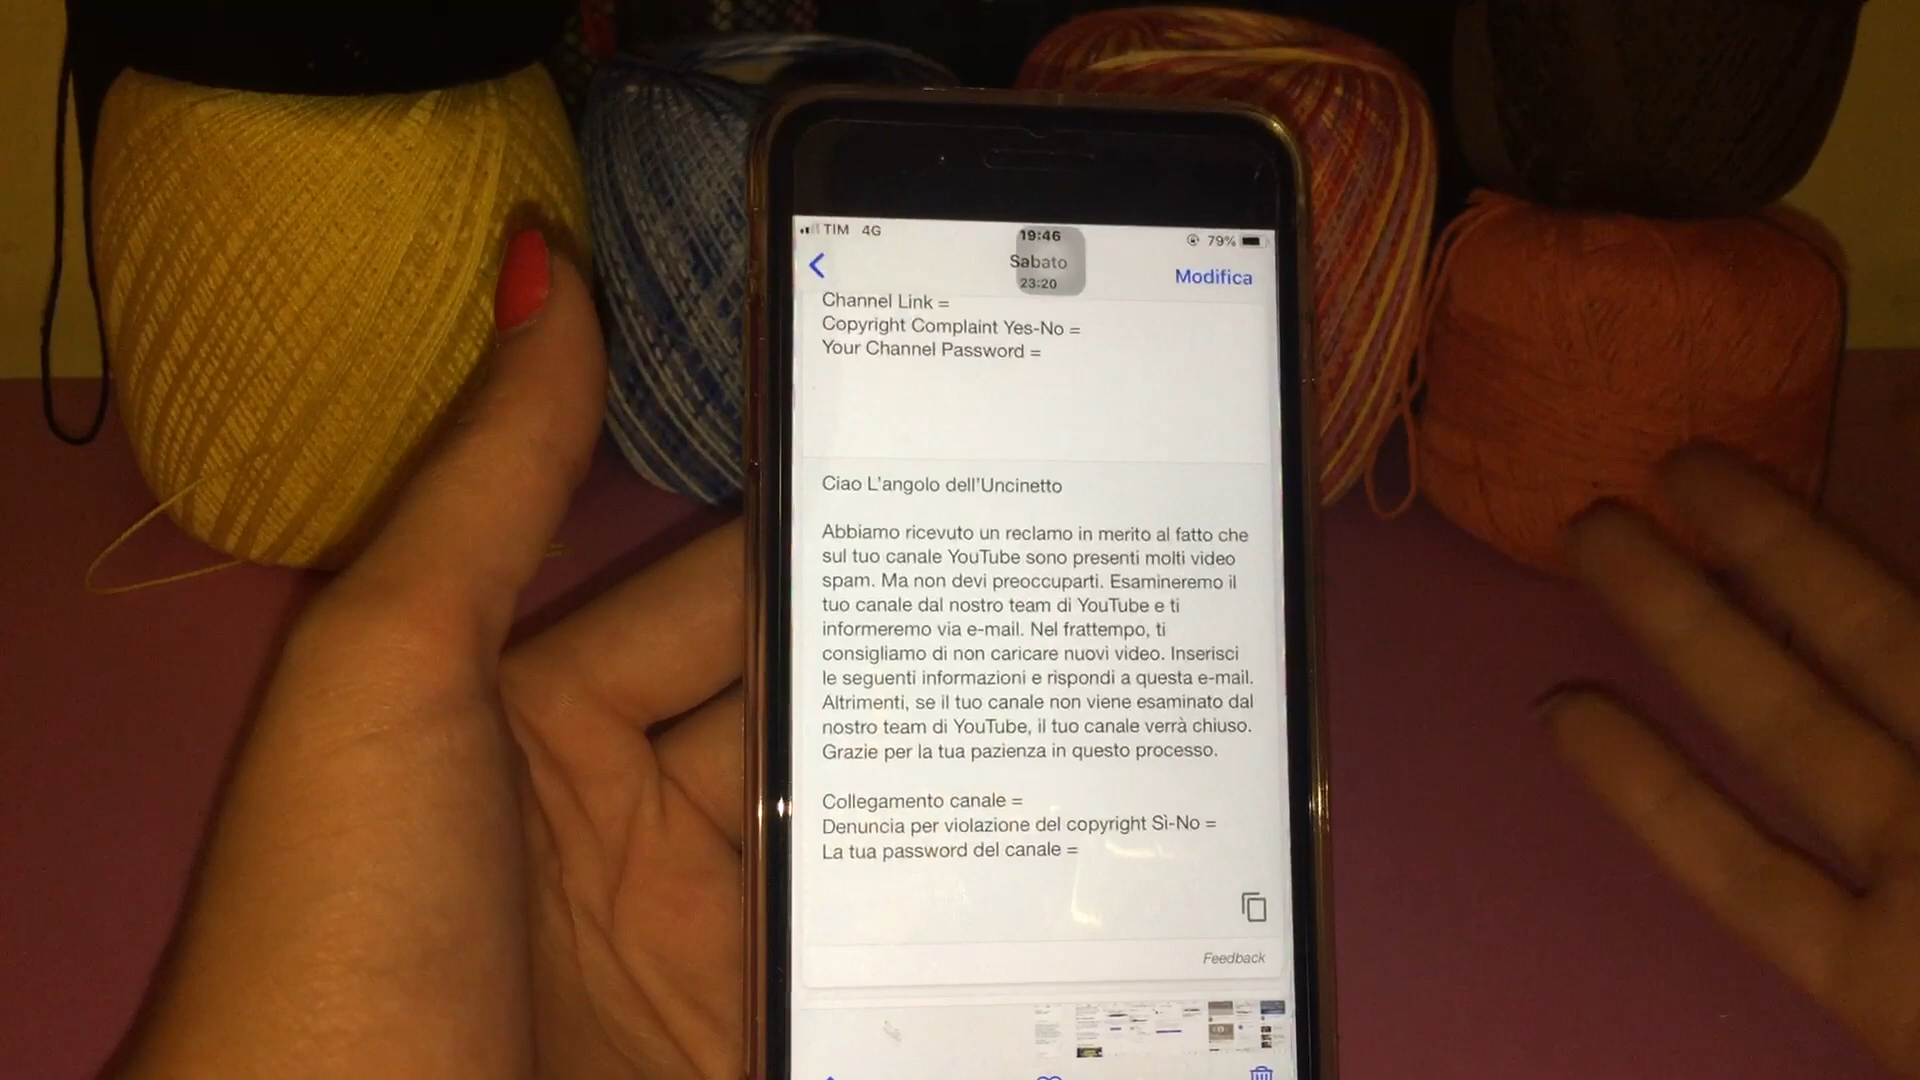 TIM 4G
19:46
79%
Sabato
23:20
Modifica
Channel Link =
Copyright Complaint Yes-No =
Your Channel Password =
Ciao L'angolo dell'Uncinetto
Abbiamo ricevuto un reclamo in merito al fatto che
sul tuo canale YouTube sono presenti molti video
spam. Ma non devi preoccuparti. Esamineremo il
tuo canale dal nostro team di YouTube e ti
informeremo via e-mail. Nel frattempo, ti
consigliamo di non caricare nuovi video. Inserisci
le seguenti informazioni e rispondi a questa e-mail.
Altrimenti, se il tuo canale non viene esaminato dal
nostro team di YouTube, il tuo canale verrà chiuso.
Grazie per la tua pazienza in questo processo.
Collegamento canale =
Denuncia per violazione del copyright Sì-No =
La tua password del canale =
Feedback